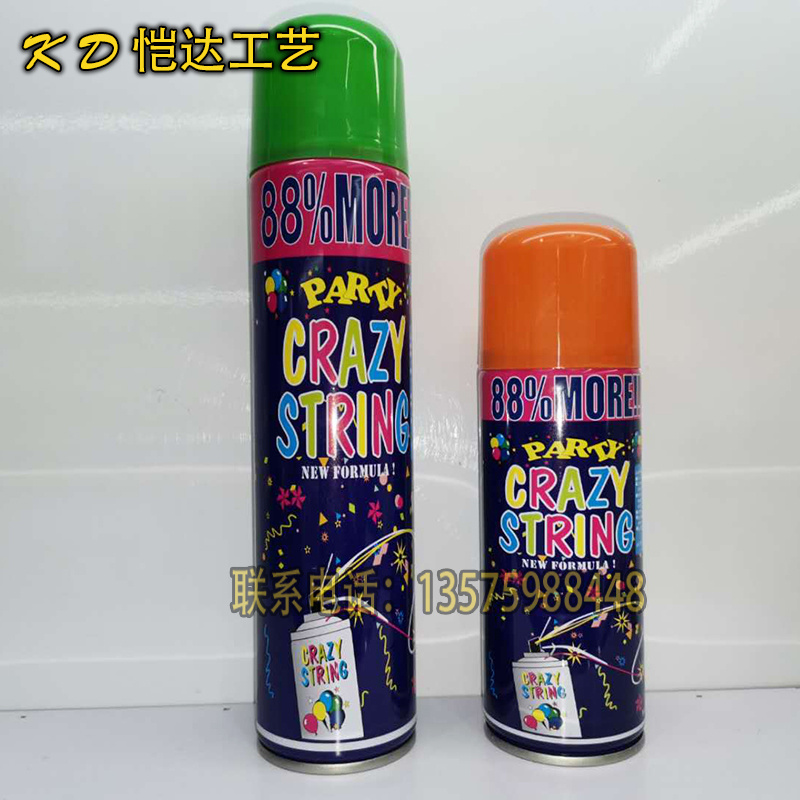 KD 恺达工艺
88% MORE!!
PARTY
CRAZY
STRING
NEW FORMULA !
CRAZY
STRING
88% MORE!!
PARTY
CRAZY
STRING
NEW FORMULA !
CRAZY
STRING
联系电话：13575988448